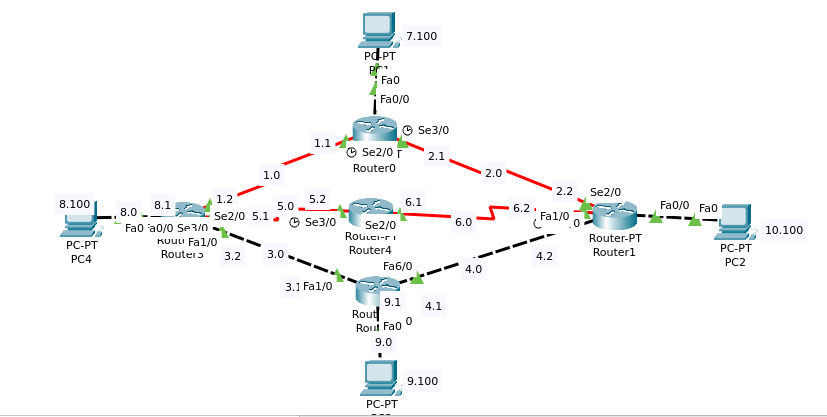 7.100
PC-PT
Fa0
Fa0/0
Se3/0
1.1
Se2/0
2.1
Router0
1.0
2.0
8.100
8.0
8.1
1.2
5.0
5.2
6.1
2.2
Se2/0
Se2/0
5.1
Se3/0
Se2/0
6.0
6.2
Fa1/0
Fa0/0
Fa0
10.100
Fa0
Se3/0
Fa1/0
PC-PT
PC4
Router3
Router4
Router-PT
Router1
PC-PT
PC2
3.2
3.0
Fa6/0
4.0
4.2
Fa1/0
9.1
4.1
Fa0
9.0
9.100
PC-PT